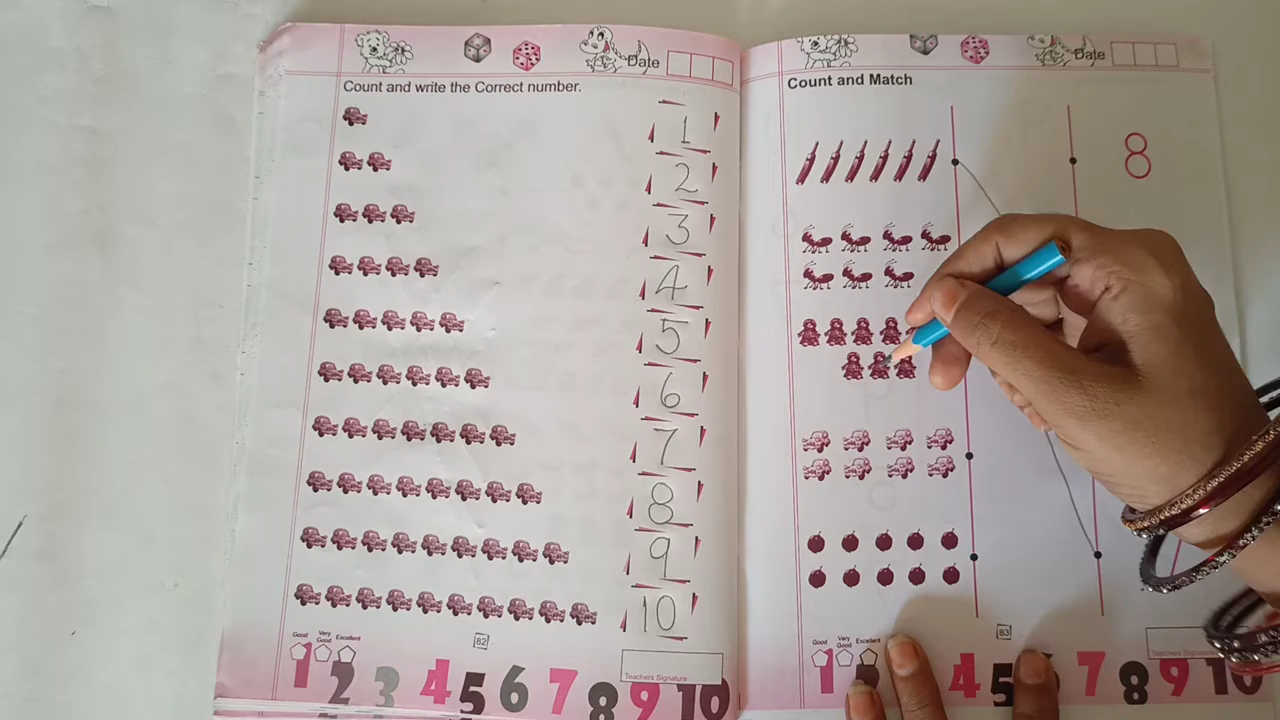 Date
Count and write the Correct number.
1
2
3
4
5
6
7
8
9
10
Good Very Good Excellent
82
Teachers Signature
1 2 3 4 5 6 7 8 9 10
Date
Count and Match
8
Good Very Good Excellent
83
Teachers Signature
1 4 5 7 8 9 10